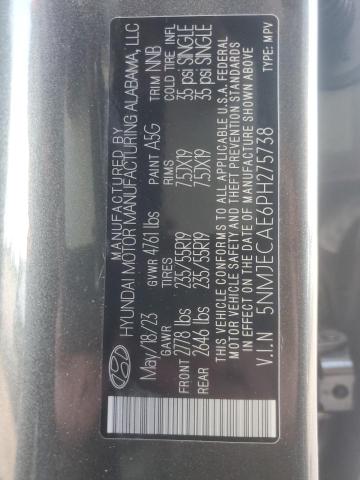 MANUFACTURED BY
HYUNDAI MOTOR MANUFACTURING ALABAMA, LLC
May/18/23 GVWR 4761 lbs PAINT A5G TRIM NNB
GAWR TIRES RIMS COLD TIRE INFL
FRONT 2778 lbs 235/55R19 7.5JX19 35 psi SINGLE
REAR 2646 lbs 235/55R19 7.5JX19 35 psi SINGLE
THIS VEHICLE CONFORMS TO ALL APPLICABLE U.S.A. FEDERAL
MOTOR VEHICLE SAFETY AND THEFT PREVENTION STANDARDS
IN EFFECT ON THE DATE OF MANUFACTURE SHOWN ABOVE.
V.I.N 5NMJECAE6PH275738 TYPE: MPV